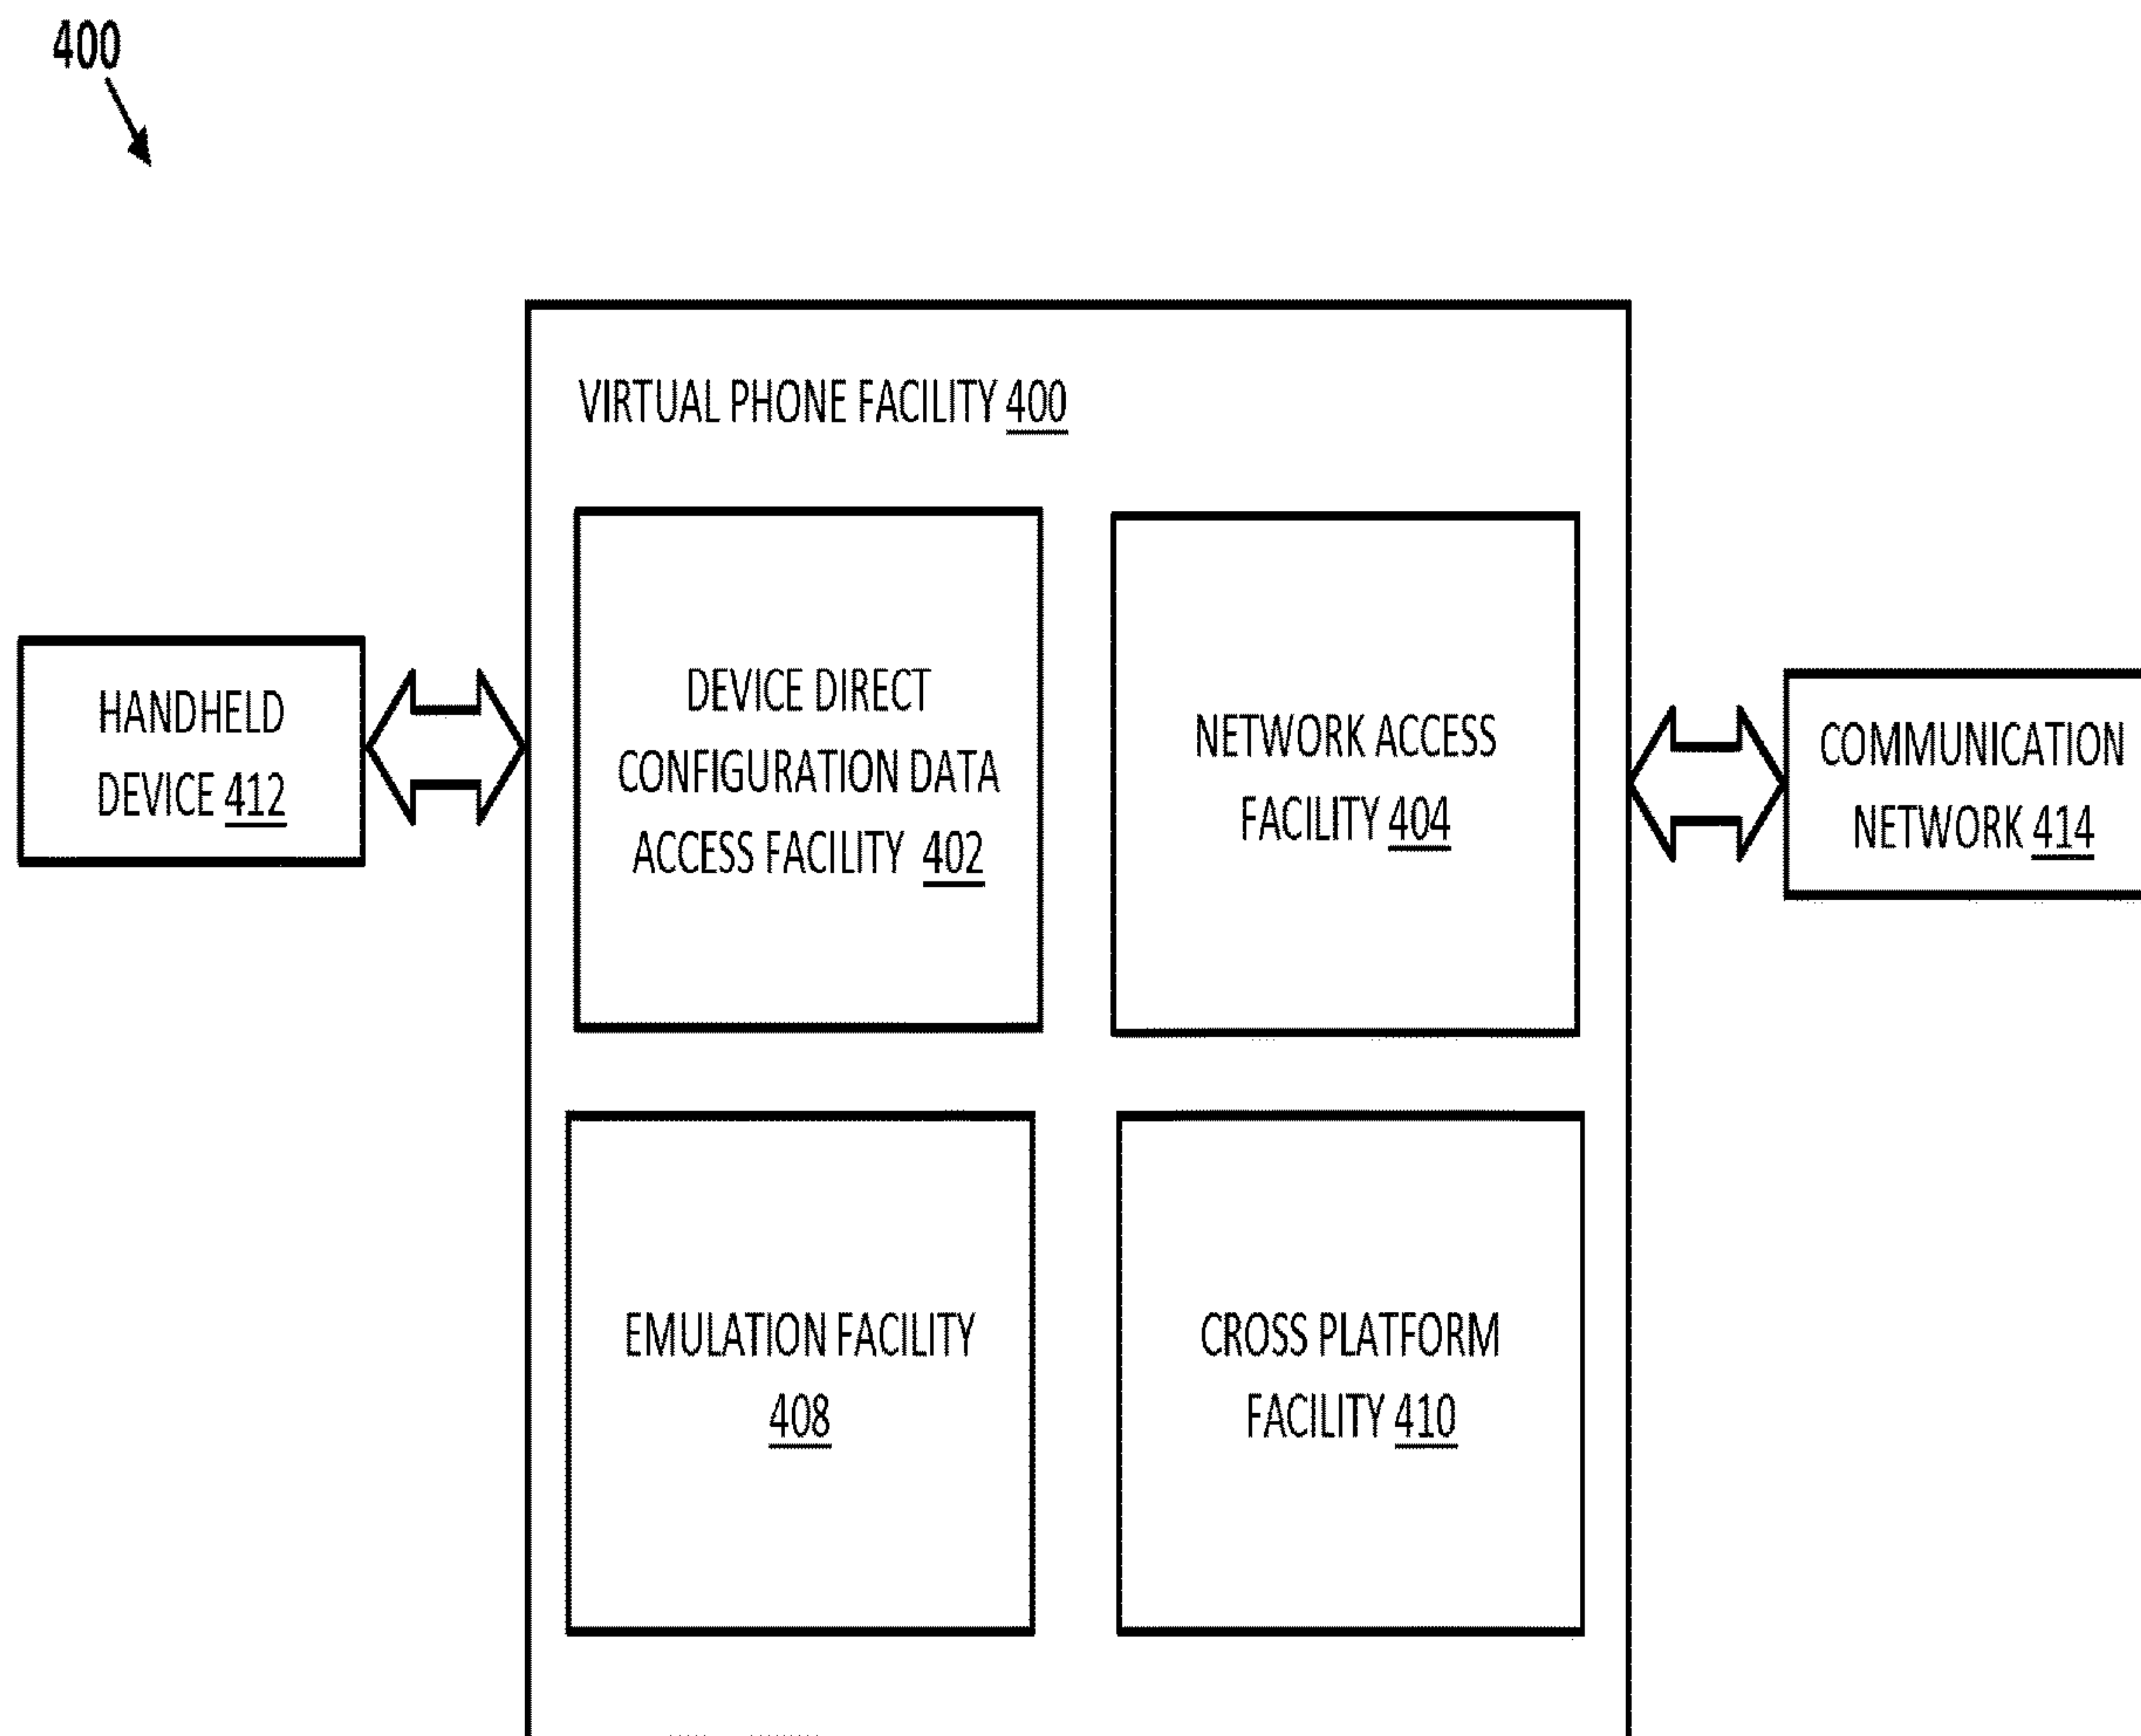 400
VIRTUAL PHONE FACILITY 400
HANDHELD
DEVICE 412
DEVICE DIRECT
CONFIGURATION DATA
ACCESS FACILITY 402
NETWORK ACCESS
FACILITY 404
COMMUNICATION
NETWORK 414
EMULATION FACILITY
408
CROSS PLATFORM
FACILITY 410